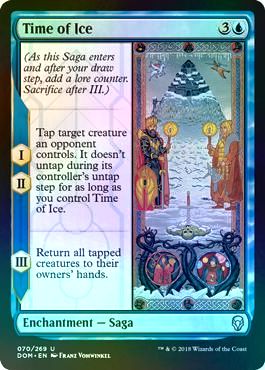 Time of Ice 3
(As this Saga
enters and after your draw
step, add a lore counter.
Sacrifice after III.)
I
II
Tap target creature
an opponent
controls. It doesn't
untap during its
controller's untap
step for as long as
you control Time
of Ice.
III
Return all tapped
creatures to their
owners' hands.
Enchantment — Saga
070/269 U
DOM • EN FRANZ VOHWINKEL
™ & © 2018 Wizards of the Coast